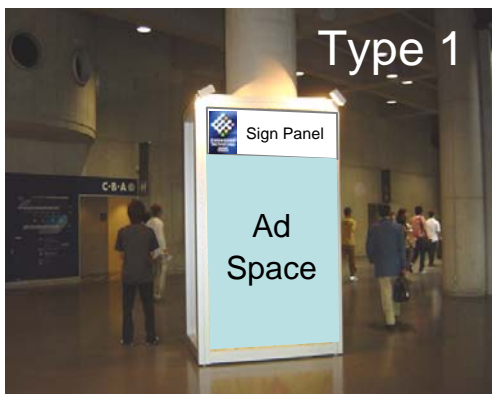 Type 1
Sign Panel
C•B•A
Ad
Space